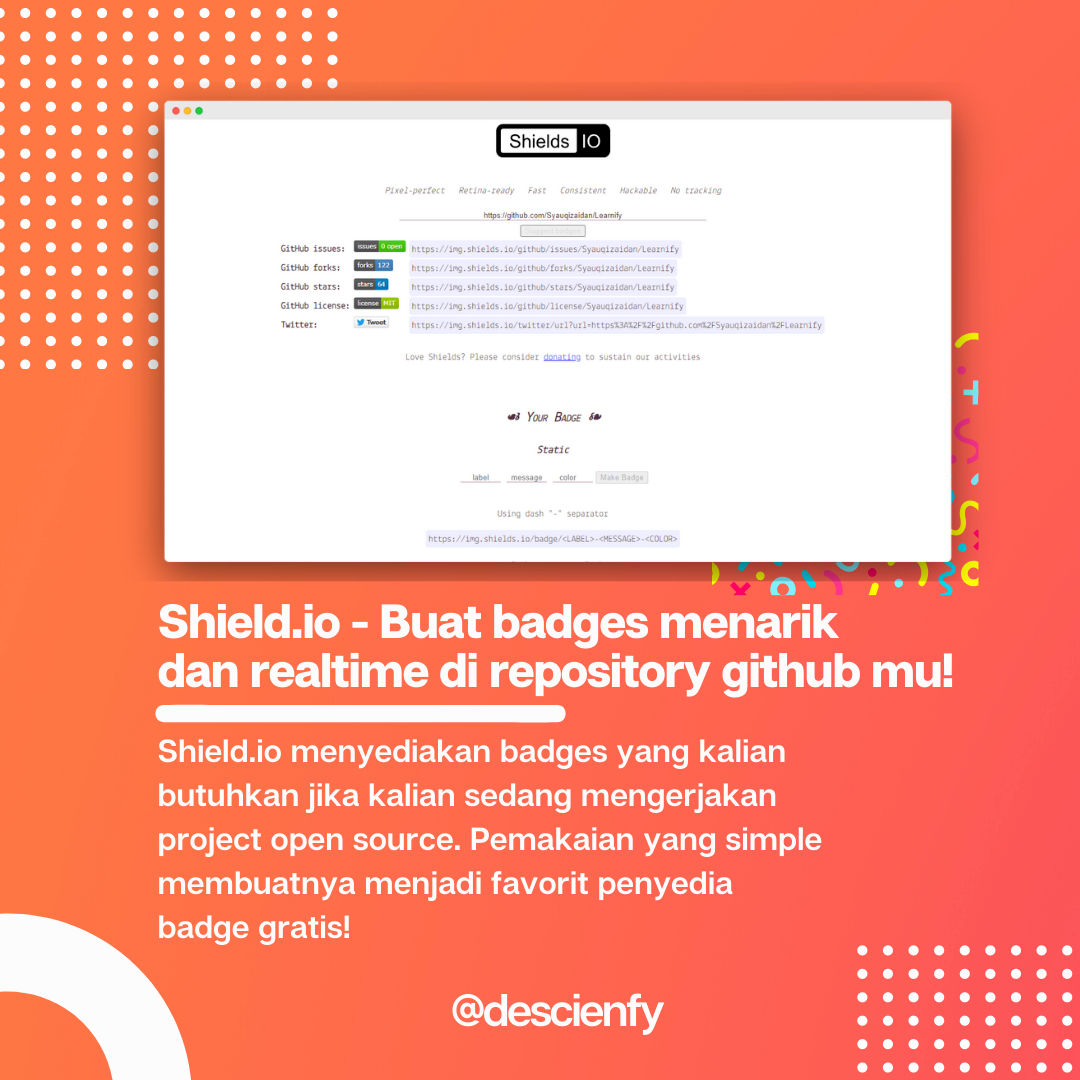 Shields IO
Pixel-perfect Retina-ready Fast Consistent Hackable No tracking
https://github.com/Syauqizaidan/Learnify
Suggest badges
GitHub issues: issues 0 open https://img.shields.io/github/issues/Syauqizaidan/Learnify
GitHub forks: forks 122 https://img.shields.io/github/forks/Syauqizaidan/Learnify
GitHub stars: stars 64 https://img.shields.io/github/stars/Syauqizaidan/Learnify
GitHub license: license MIT https://img.shields.io/github/license/Syauqizaidan/Learnify
Twitter: Tweet https://img.shields.io/twitter/url?url=https%3A%2F%2Fgithub.com%2FSyauqizaidan%2FLearnify
Love Shields? Please consider donating to sustain our activities
Your Badge
Static
label message color Make Badge
Using dash "-" separator
https://img.shields.io/badge/<LABEL>-<MESSAGE>-<COLOR>
Shield.io - Buat badges menarik
dan realtime di repository github mu!
Shield.io menyediakan badges yang kalian
butuhkan jika kalian sedang mengerjakan
project open source. Pemakaian yang simple
membuatnya menjadi favorit penyedia
badge gratis!
@descienfy